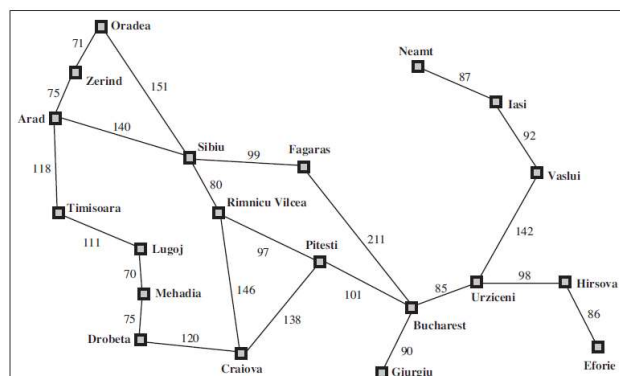 Oradea
71
Neamt
Zerind
87
75
151
Iasi
Arad
140
92
Sibiu
Fagaras
99
118
Vaslui
80
Rimnicu Vilcea
Timisoara
142
111
211
Lugoj
97
Pitesti
70
98
Hirsova
85
146
101
Urziceni
Mehadia
138
86
75
Bucharest
120
Drobeta
90
Craiova
Eforie
Giurgiu